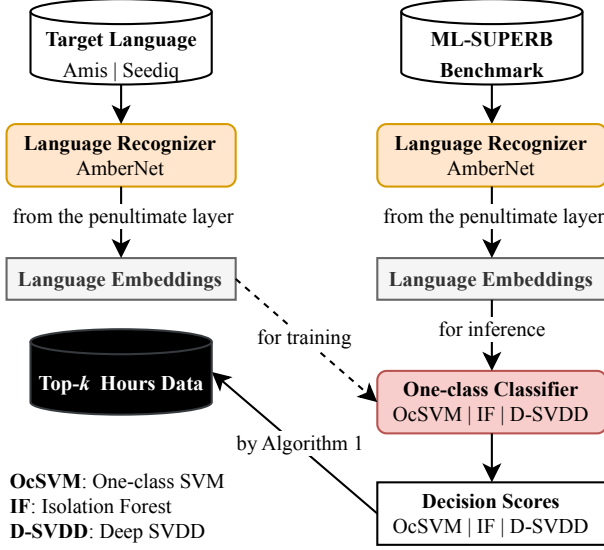 Target Language
Amis | Seediq
Language Recognizer
AmberNet
from the penultimate layer
Language Embeddings
for training
Top-k Hours Data
by Algorithm 1
OcSVM: One-class SVM
IF: Isolation Forest
D-SVDD: Deep SVDD
ML-SUPERB
Benchmark
Language Recognizer
AmberNet
from the penultimate layer
Language Embeddings
for inference
One-class Classifier
OcSVM | IF | D-SVDD
Decision Scores
OcSVM | IF | D-SVDD